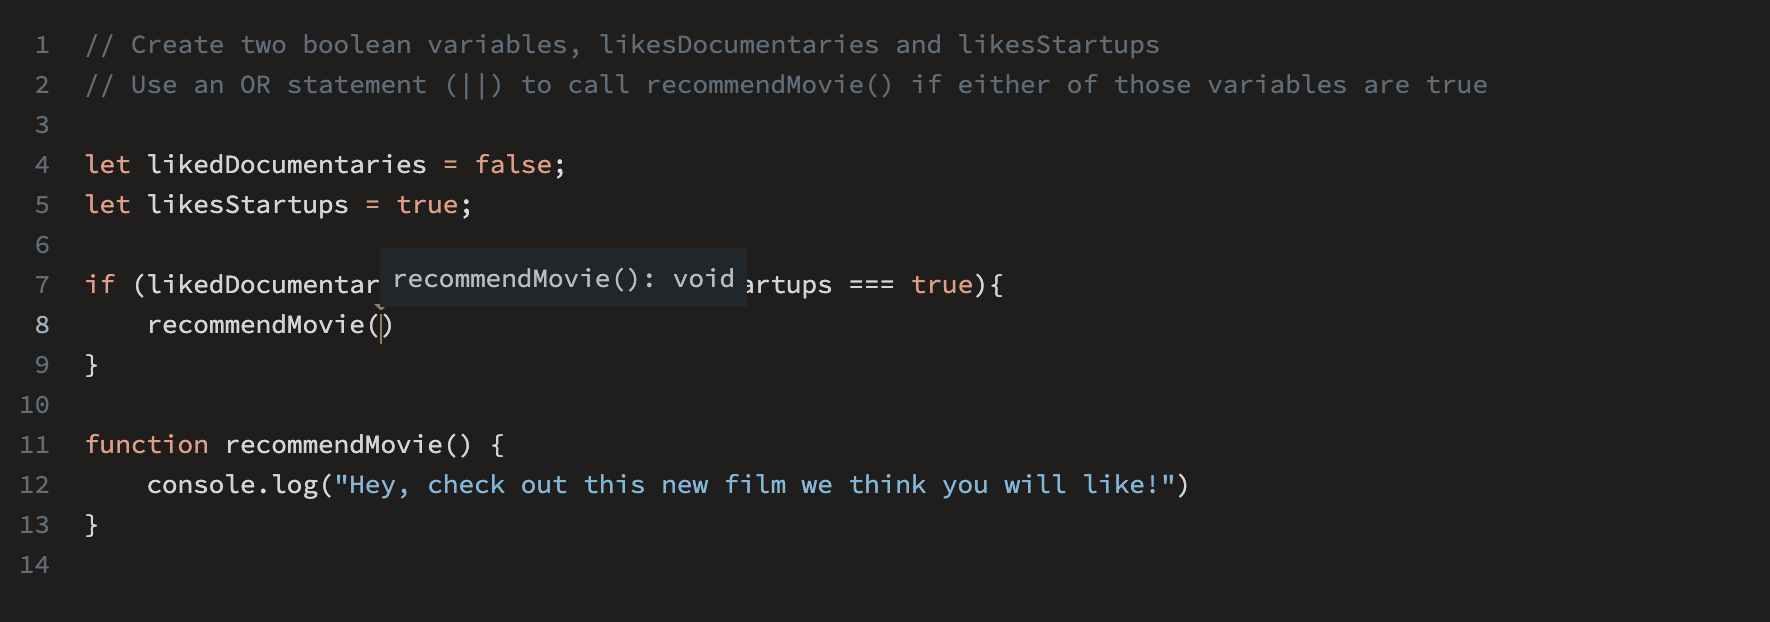 1 // Create two boolean variables, likesDocumentaries and likesStartups
2 // Use an OR statement (||) to call recommendMovie() if either of those variables are true
3
4 let likedDocumentaries = false;
5 let likesStartups = true;
6
recommendMovie(): void
7 if (likedDocumentar artups === true){
8 recommendMovie()
9 }
10
11 function recommendMovie() {
12 console.log("Hey, check out this new film we think you will like!")
13 }
14